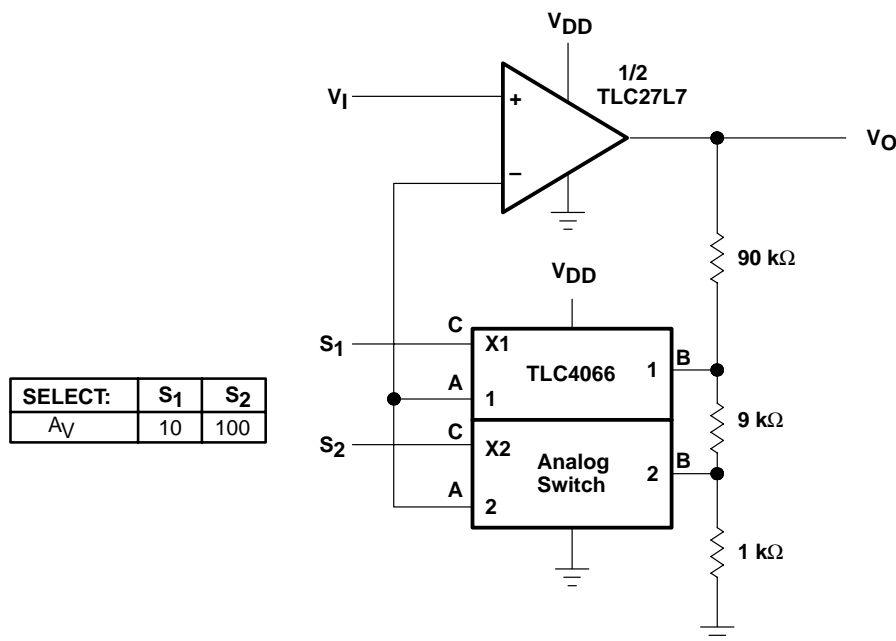 VDD
1/2
TLC27L7
VI
+
−
VO
90 kΩ
VDD
S1
C
X1
TLC4066
1
B
A
1
9 kΩ
S2
C
X2
Analog
Switch
2
B
A
2
1 kΩ
SELECT: S1 S2
AV 10 100